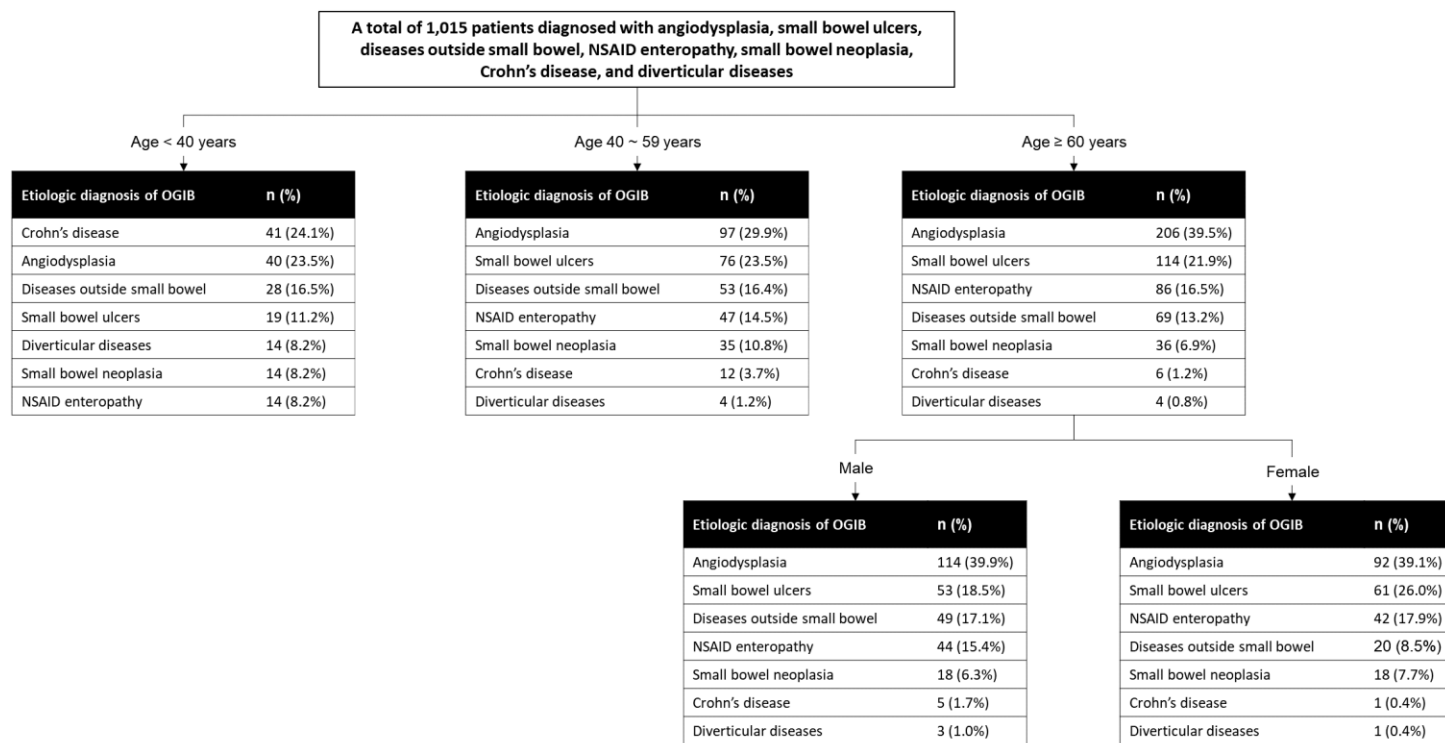 A total of 1,015 patients diagnosed with angiodysplasia, small bowel ulcers,
diseases outside small bowel, NSAID enteropathy, small bowel neoplasia,
Crohn’s disease, and diverticular diseases
Age < 40 years
Etiologic diagnosis of OGIB n (%)
Crohn’s disease 41 (24.1%)
Angiodysplasia 40 (23.5%)
Diseases outside small bowel 28 (16.5%)
Small bowel ulcers 19 (11.2%)
Diverticular diseases 14 (8.2%)
Small bowel neoplasia 14 (8.2%)
NSAID enteropathy 14 (8.2%)
Age 40 ~ 59 years
Etiologic diagnosis of OGIB n (%)
Angiodysplasia 97 (29.9%)
Small bowel ulcers 76 (23.5%)
Diseases outside small bowel 53 (16.4%)
NSAID enteropathy 47 (14.5%)
Small bowel neoplasia 35 (10.8%)
Crohn’s disease 12 (3.7%)
Diverticular diseases 4 (1.2%)
Age ≥ 60 years
Etiologic diagnosis of OGIB n (%)
Angiodysplasia 206 (39.5%)
Small bowel ulcers 114 (21.9%)
NSAID enteropathy 86 (16.5%)
Diseases outside small bowel 69 (13.2%)
Small bowel neoplasia 36 (6.9%)
Crohn’s disease 6 (1.2%)
Diverticular diseases 4 (0.8%)
Male
Etiologic diagnosis of OGIB n (%)
Angiodysplasia 114 (39.9%)
Small bowel ulcers 53 (18.5%)
Diseases outside small bowel 49 (17.1%)
NSAID enteropathy 44 (15.4%)
Small bowel neoplasia 18 (6.3%)
Crohn’s disease 5 (1.7%)
Diverticular diseases 3 (1.0%)
Female
Etiologic diagnosis of OGIB n (%)
Angiodysplasia 92 (39.1%)
Small bowel ulcers 61 (26.0%)
NSAID enteropathy 42 (17.9%)
Diseases outside small bowel 20 (8.5%)
Small bowel neoplasia 18 (7.7%)
Crohn’s disease 1 (0.4%)
Diverticular diseases 1 (0.4%)